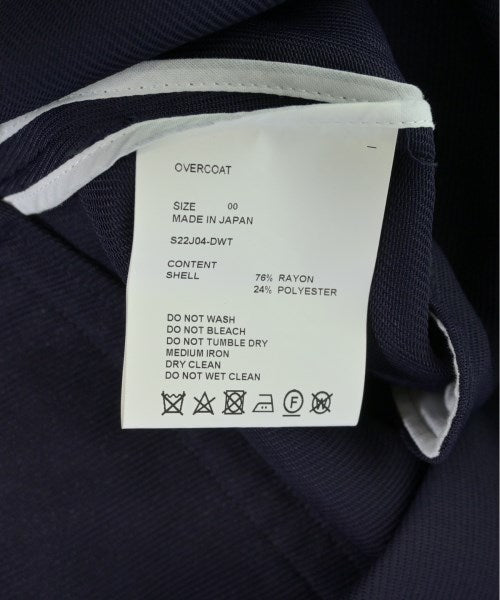 OVERCOAT
SIZE 00
MADE IN JAPAN
S22J04-DWT
CONTENT
SHELL 76% RAYON
24% POLYESTER
DO NOT WASH
DO NOT BLEACH
DO NOT TUMBLE DRY
MEDIUM IRON
DRY CLEAN
DO NOT WET CLEAN
F W